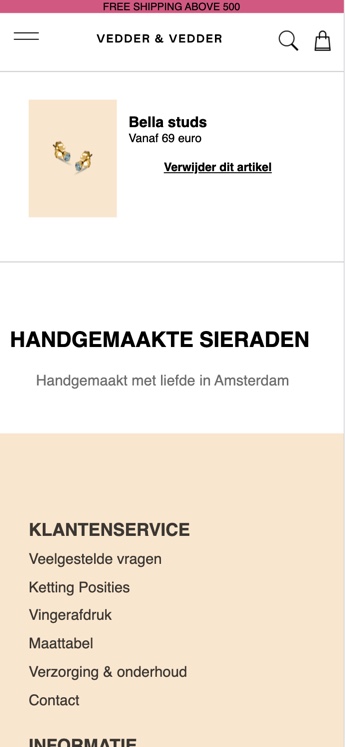 FREE SHIPPING ABOVE 500
VEDDER & VEDDER
Bella studs
Vanaf 69 euro
Verwijder dit artikel
HANDGEMAAKTE SIERADEN
Handgemaakt met liefde in Amsterdam
KLANTENSERVICE
Veelgestelde vragen
Ketting Posities
Vingerafdruk
Maattabel
Verzorging & onderhoud
Contact
INFORMATIE